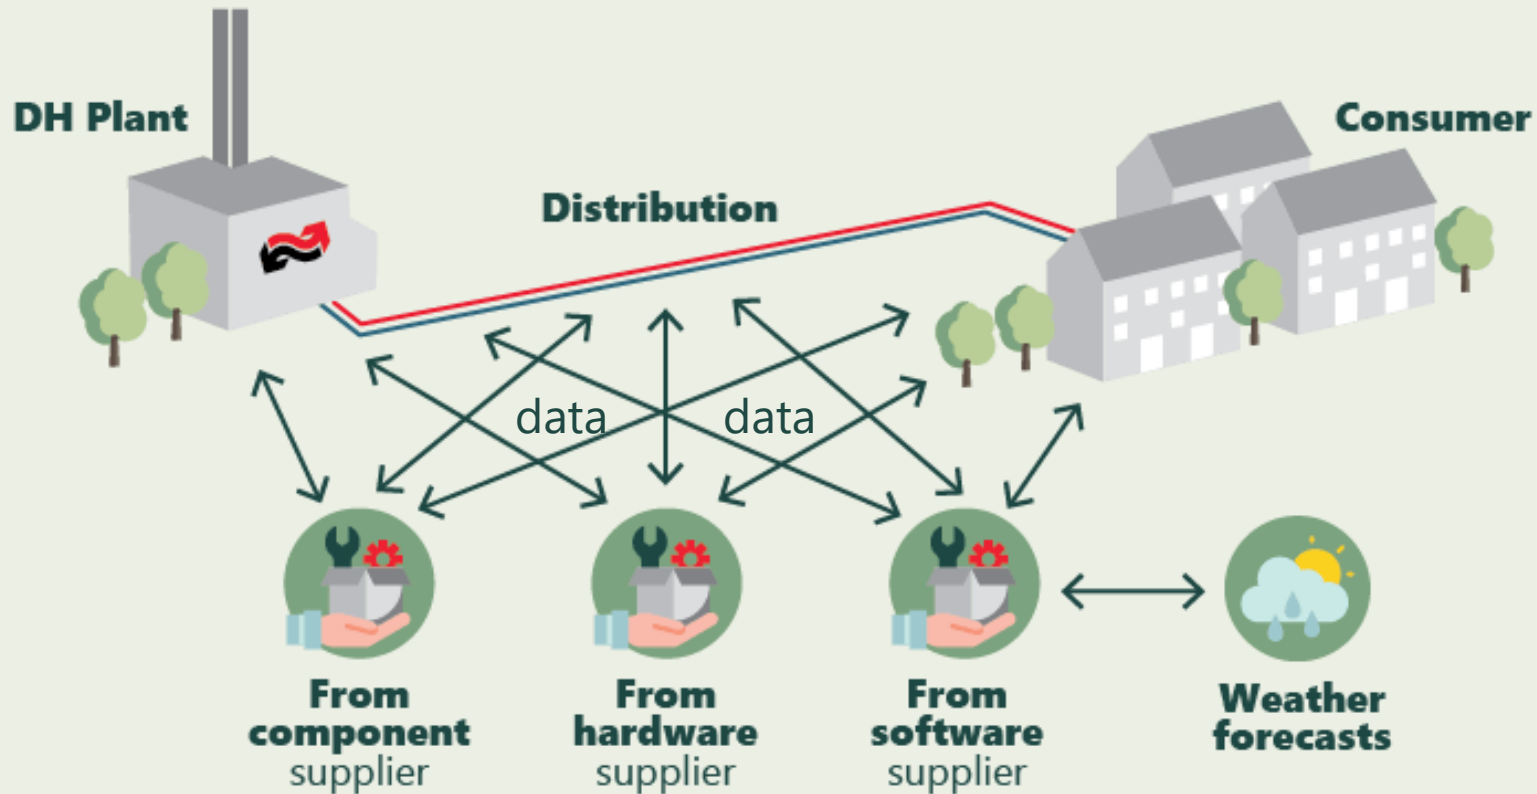 DH Plant
Consumer
Distribution
data
data
From
component
supplier
From
hardware
supplier
From
software
supplier
Weather
forecasts